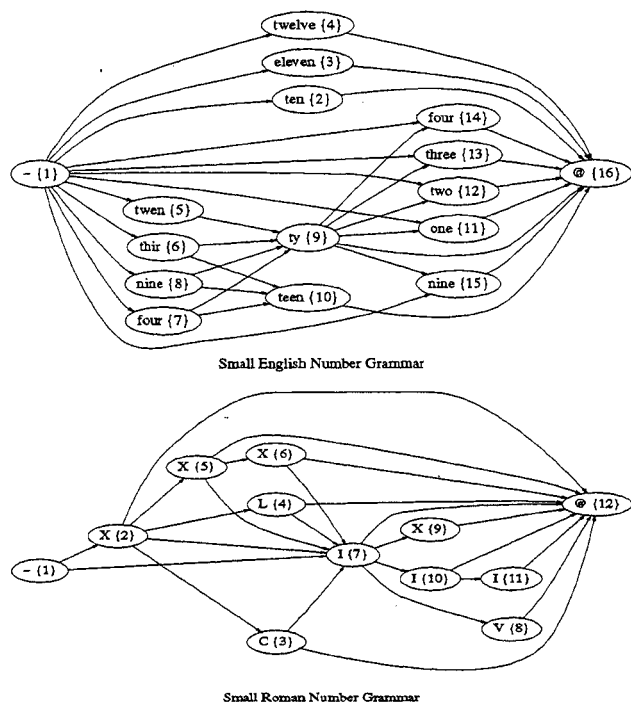 twelve {4}
eleven {3}
ten {2}
four {14}
three {13}
~ {1}
@ {16}
two {12}
twen {5}
one {11}
thir {6}
ty {9}
nine {8}
nine {15}
teen {10}
four {7}
Small English Number Grammar
X {6}
X {5}
L {4}
@ {12}
X {2}
X {9}
I {7}
~ {1}
I {10}
I {11}
V {8}
C {3}
Small Roman Number Grammar